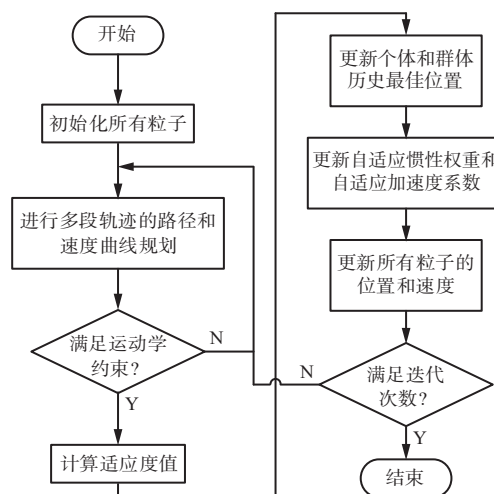 开始
初始化所有粒子
进行多段轨迹的路径和
速度曲线规划
满足运动学
约束?
N
Y
计算适应度值
更新个体和群体
历史最佳位置
更新自适应惯性权重和
自适应加速度系数
更新所有粒子的
位置和速度
满足迭代
次数?
N
Y
结束